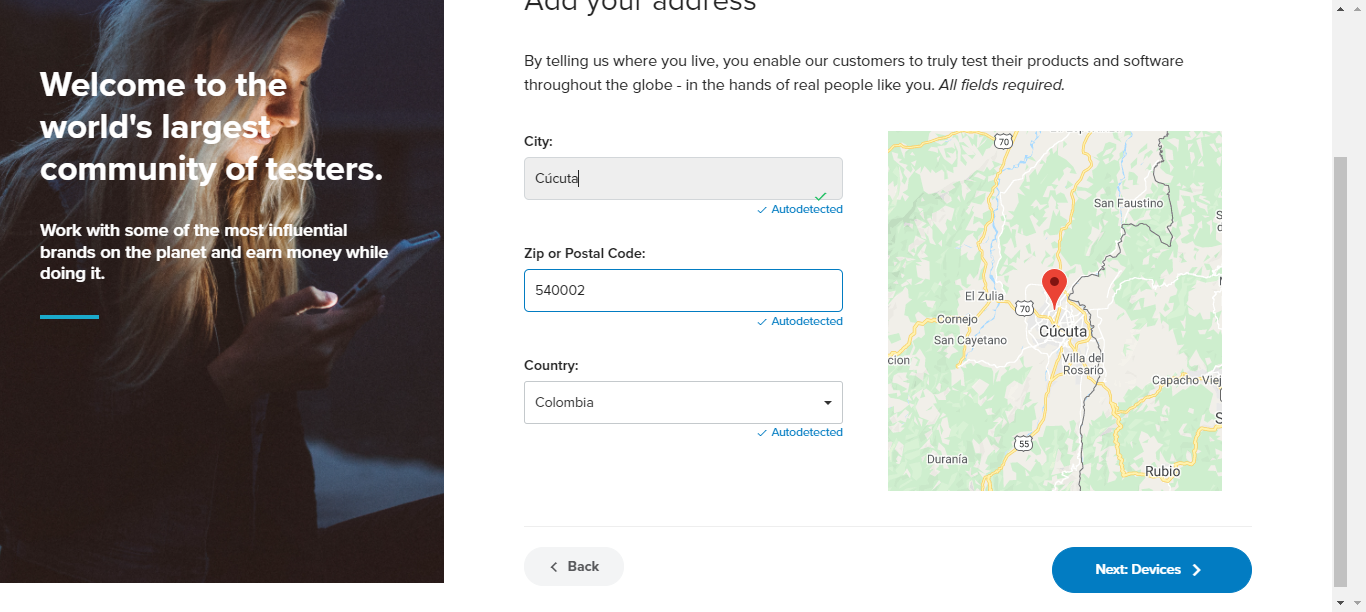 Add your address
Welcome to the
world's largest
community of testers.
Work with some of the most influential
brands on the planet and earn money while
doing it.
By telling us where you live, you enable our customers to truly test their products and software
throughout the globe - in the hands of real people like you. All fields required.
City:
Cúcuta
Autodetected
Zip or Postal Code:
540002
Autodetected
Country:
Colombia
Autodetected
70
San Faustino
El Zulia
70
Cornejo
Cúcuta
San Cayetano
Villa del
Rosario
cion
Capacho Viej
55
Duranía
Rubio
Back
Next: Devices